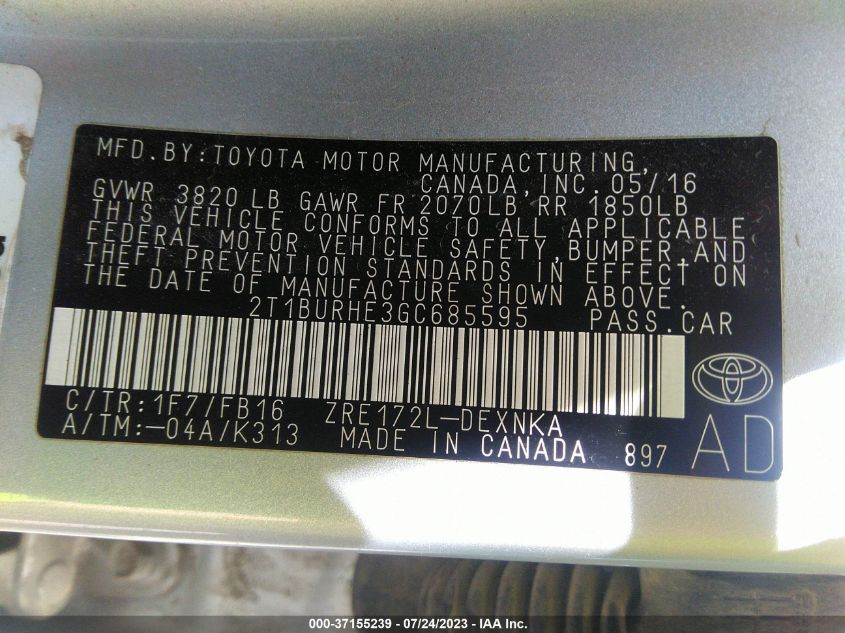 MFD.BY:TOYOTA MOTOR MANUFACTURING,
CANADA,INC.05/16
GVWR 3820 LB GAWR FR 2070LB RR 1850LB
THIS VEHICLE CONFORMS TO ALL APPLICABLE
FEDERAL MOTOR VEHICLE SAFETY,BUMPER,AND
THEFT PREVENTION STANDARDS IN EFFECT ON
THE DATE OF MANUFACTURE SHOWN ABOVE.
2T1BURHE3GC685595 PASS.CAR
C/TR:1F7/FB16 ZRE172L-DEXNKA
A/TM:-04A/K313 MADE IN CANADA 897
AD
000-37155239 - 07/24/2023 - IAA Inc.